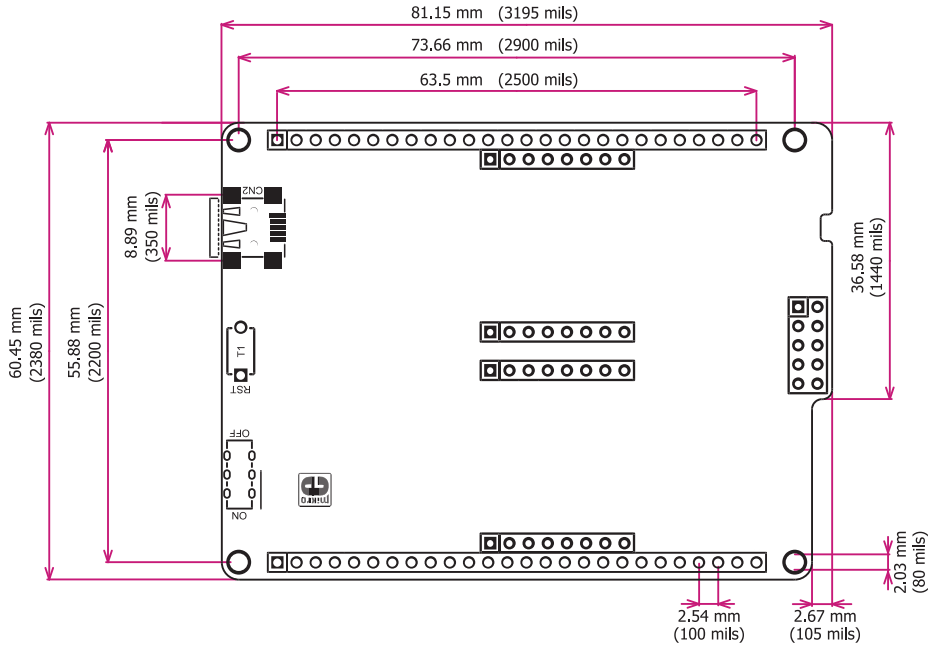 81.15 mm (3195 mils)
73.66 mm (2900 mils)
63.5 mm (2500 mils)
CN2
8.89 mm
(350 mils)
36.58 mm
(1440 mils)
60.45 mm
(2380 mils)
55.88 mm
(2200 mils)
T1
RST
OFF
ON
mikro
2.03 mm
(80 mils)
2.54 mm
(100 mils)
2.67 mm
(105 mils)